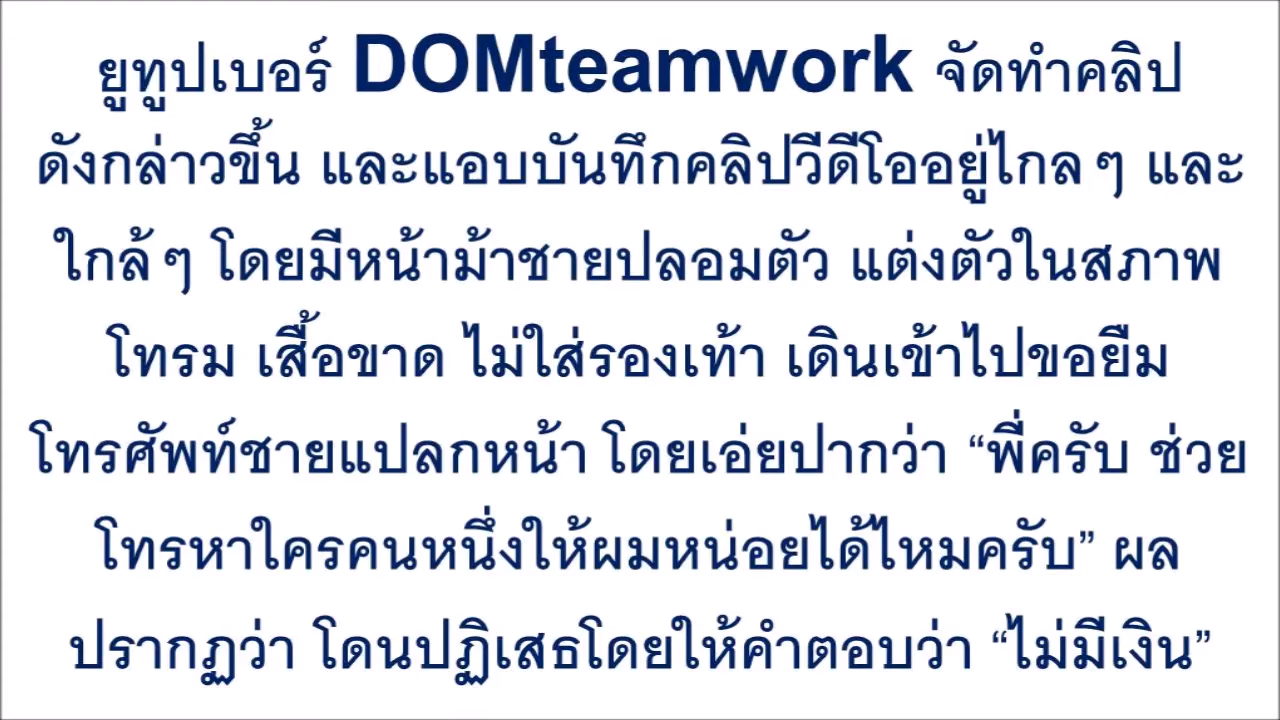 ยูทูปเบอร์ DOMteamwork จัดทำคลิป
ดังกล่าวขึ้น และแอบบันทึกคลิปวีดีโออยู่ไกลๆ และ
ใกล้ๆ โดยมีหน้าม้าชายปลอมตัว แต่งตัวในสภาพ
โทรม เสื้อขาด ไม่ใส่รองเท้า เดินเข้าไปขอยืม
โทรศัพท์ชายแปลกหน้า โดยเอ่ยปากว่า “พี่ครับ ช่วย
โทรหาใครคนหนึ่งให้ผมหน่อยได้ไหมครับ” ผล
ปรากฏว่า โดนปฏิเสธโดยให้คำตอบว่า “ไม่มีเงิน”